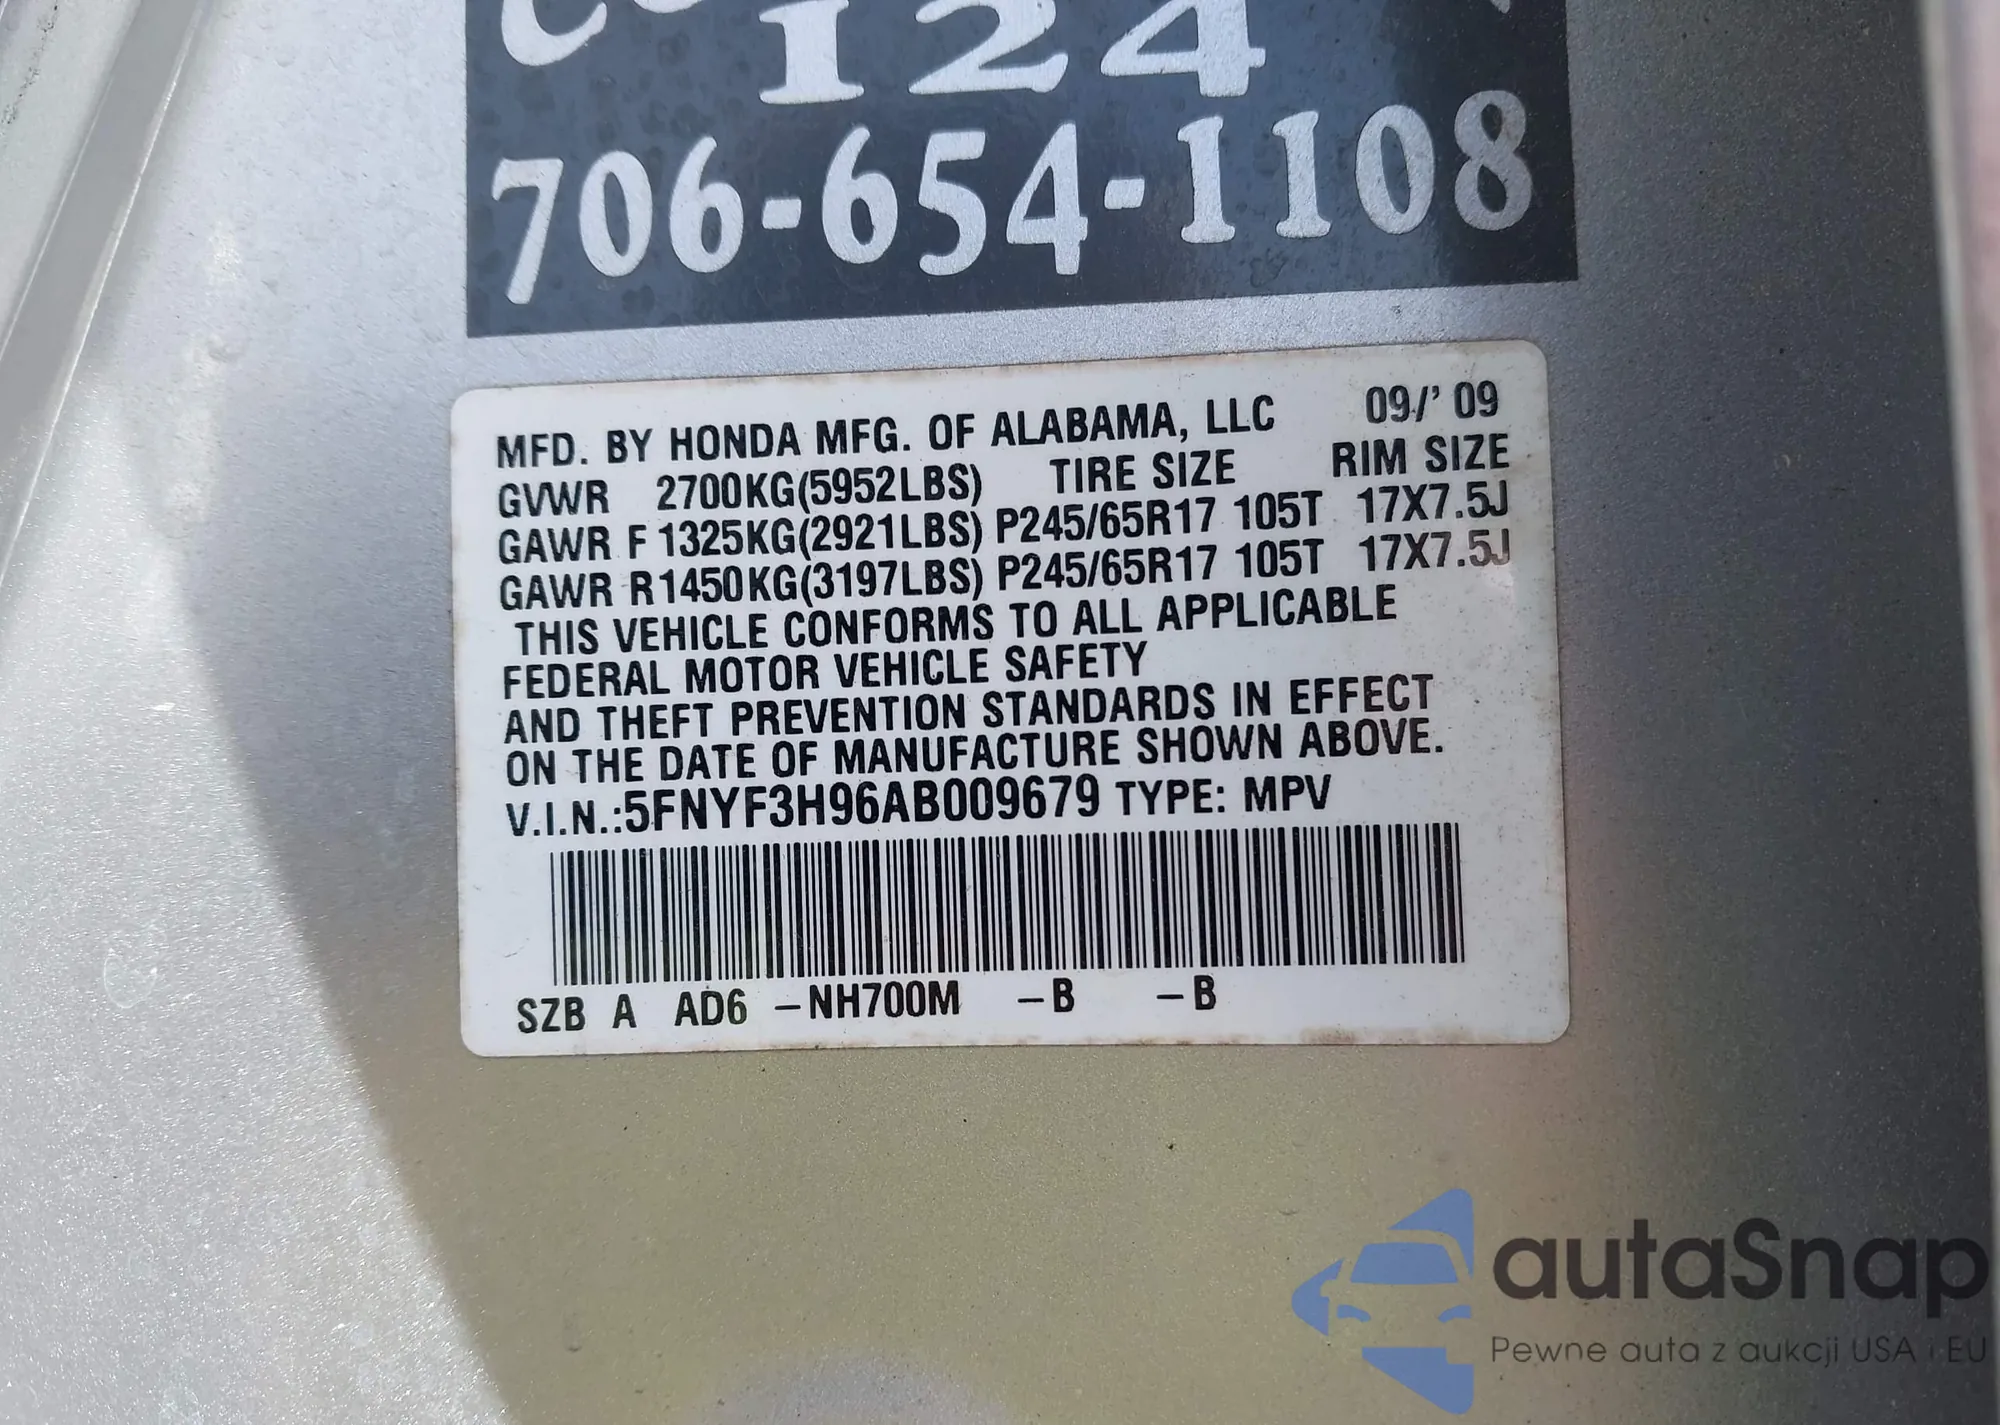 124
706-654-1108
MFD. BY HONDA MFG. OF ALABAMA, LLC 09/' 09
GVWR 2700KG(5952LBS) TIRE SIZE RIM SIZE
GAWR F 1325KG(2921LBS) P245/65R17 105T 17X7.5J
GAWR R 1450KG(3197LBS) P245/65R17 105T 17X7.5J
THIS VEHICLE CONFORMS TO ALL APPLICABLE
FEDERAL MOTOR VEHICLE SAFETY
AND THEFT PREVENTION STANDARDS IN EFFECT
ON THE DATE OF MANUFACTURE SHOWN ABOVE.
V.I.N.:5FNYF3H96AB009679 TYPE: MPV
SZB A AD6 -NH700M -B -B
autaSnap
Pewne auta z aukcji USA i EU